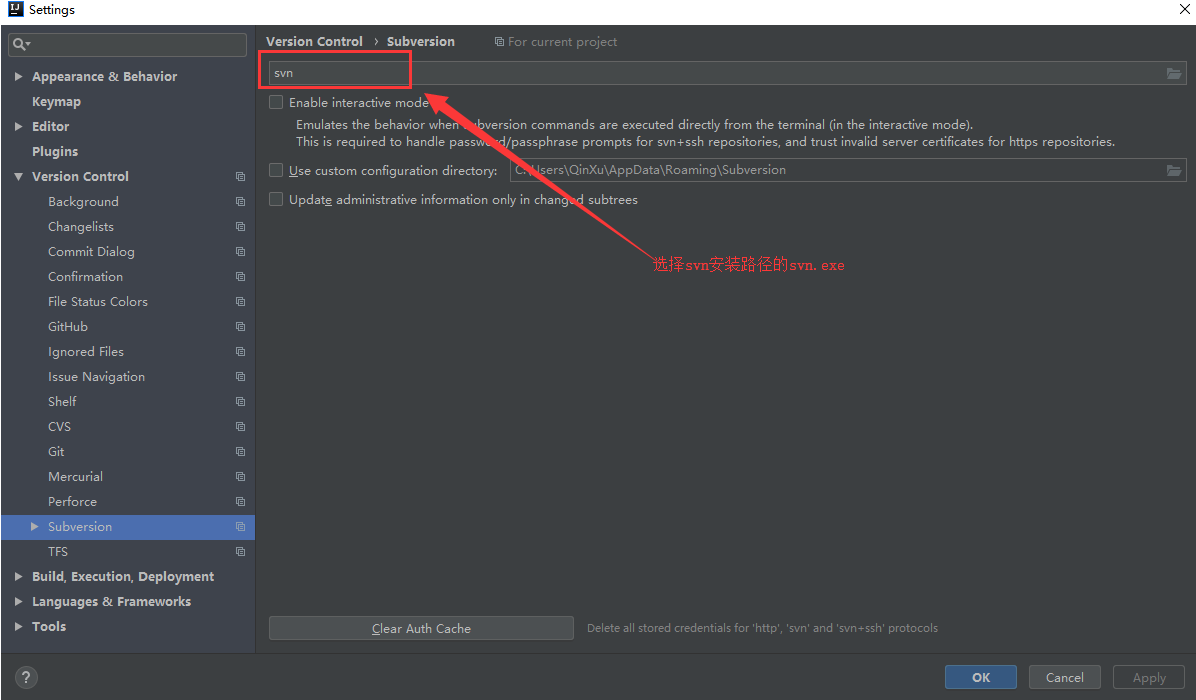 Settings
Version Control › Subversion For current project
Appearance & Behavior
Keymap
Editor
Plugins
Version Control
Background
Changelists
Commit Dialog
Confirmation
File Status Colors
GitHub
Ignored Files
Issue Navigation
Shelf
CVS
Git
Mercurial
Perforce
Subversion
TFS
Build, Execution, Deployment
Languages & Frameworks
Tools
svn
Enable interactive mode
Emulates the behavior when subversion commands are executed directly from the terminal (in the interactive mode).
This is required to handle password/passphrase prompts for svn+ssh repositories, and trust invalid server certificates for https repositories.
Use custom configuration directory: C:\Users\QinXu\AppData\Roaming\Subversion
Update administrative information only in changed subtrees
选择svn安装路径的svn.exe
Clear Auth Cache Delete all stored credentials for 'http', 'svn' and 'svn+ssh' protocols
? OK Cancel Apply